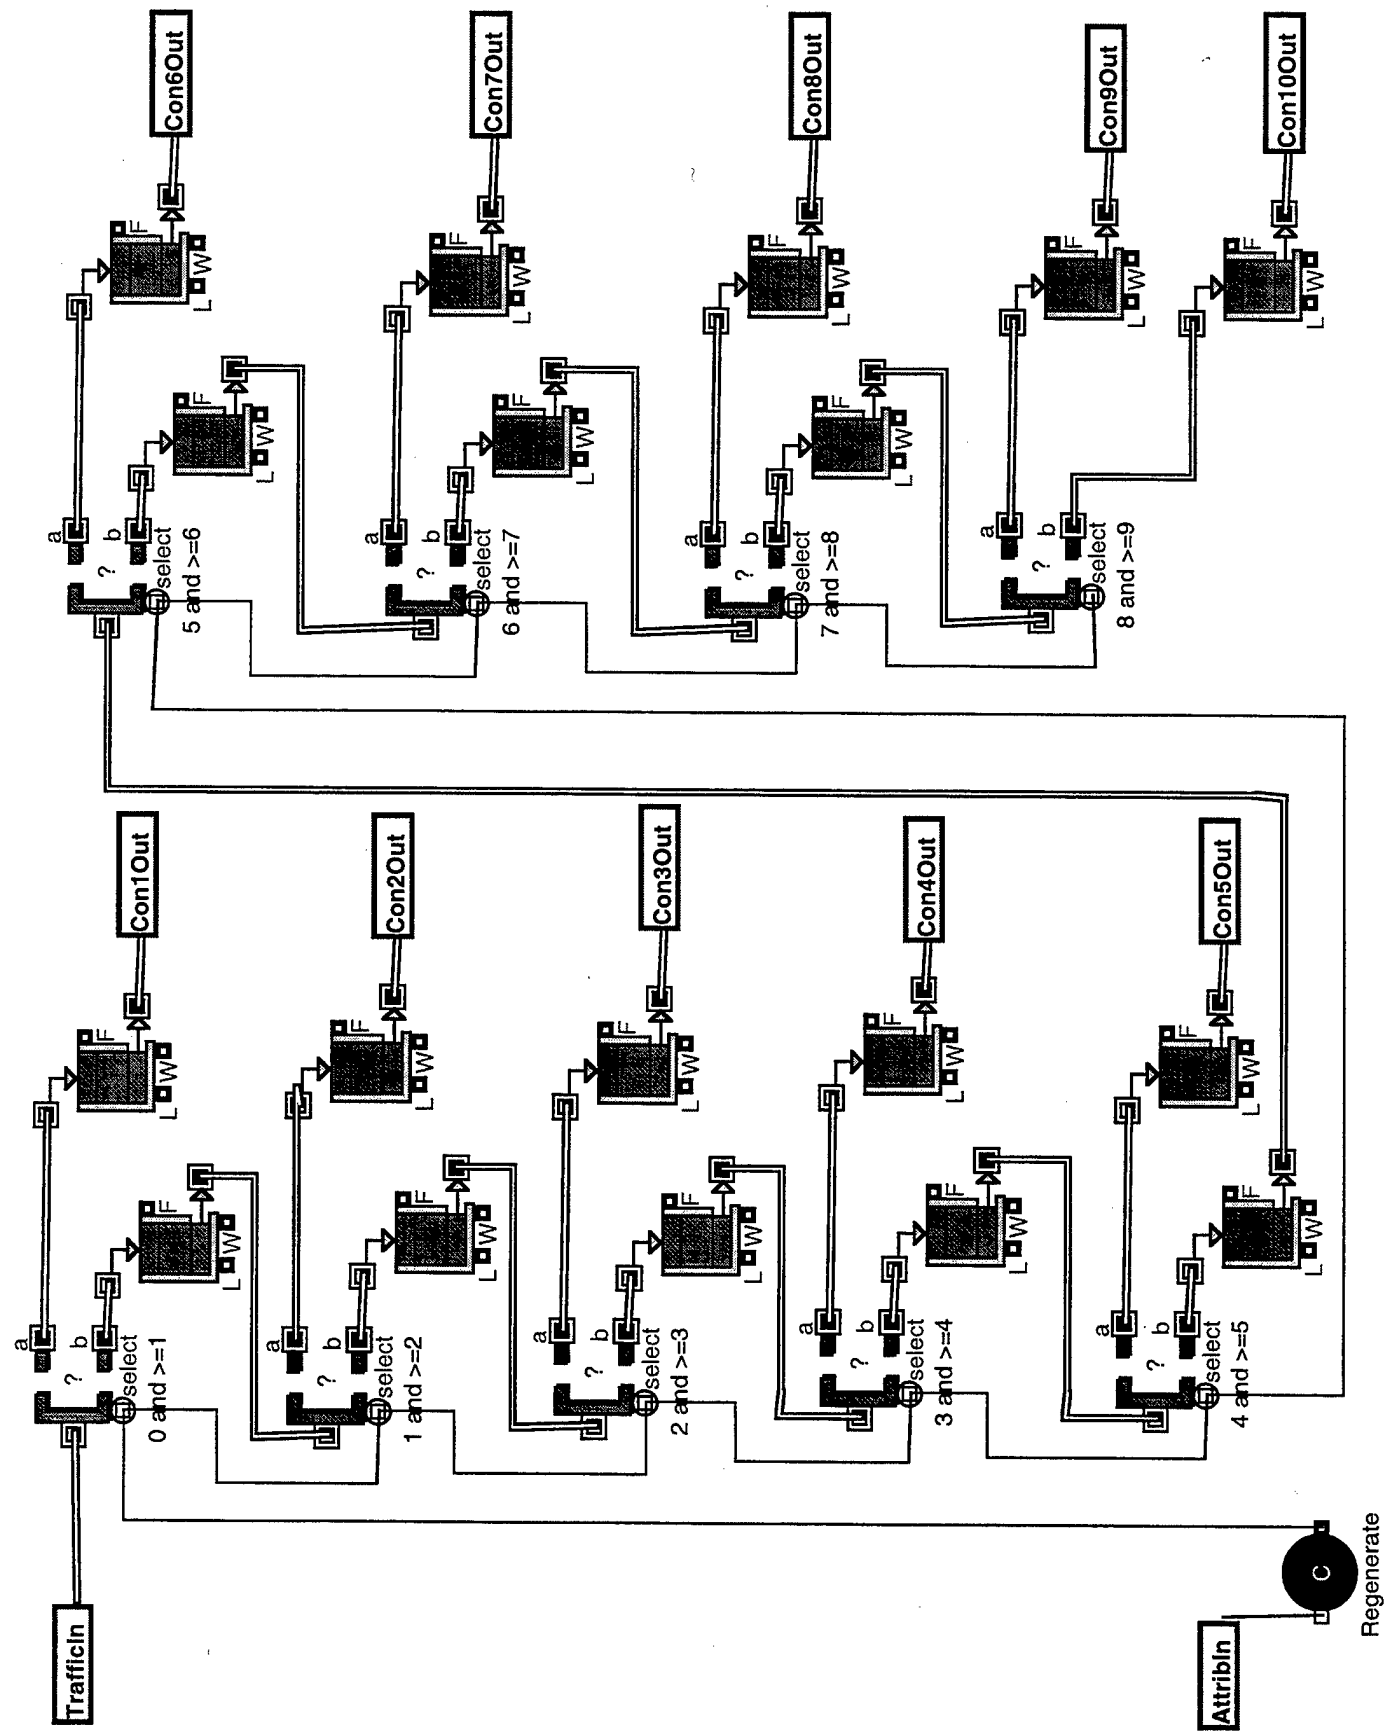 TrafficIn
a
?
b
select
0 and >=1
F
L W
F
L W
Con1Out
a
?
b
select
1 and >=2
F
L W
F
L W
Con2Out
a
?
b
select
2 and >=3
F
L W
F
L W
Con3Out
a
?
b
select
3 and >=4
F
L W
F
L W
Con4Out
a
?
b
select
4 and >=5
F
L W
F
L W
Con5Out
a
?
b
select
5 and >=6
F
L W
F
L W
Con6Out
a
?
b
select
6 and >=7
F
L W
F
L W
Con7Out
a
?
b
select
7 and >=8
F
L W
F
L W
Con8Out
a
?
b
select
8 and >=9
F
L W
Con9Out
F
L W
Con10Out
AttribIn
C
Regenerate